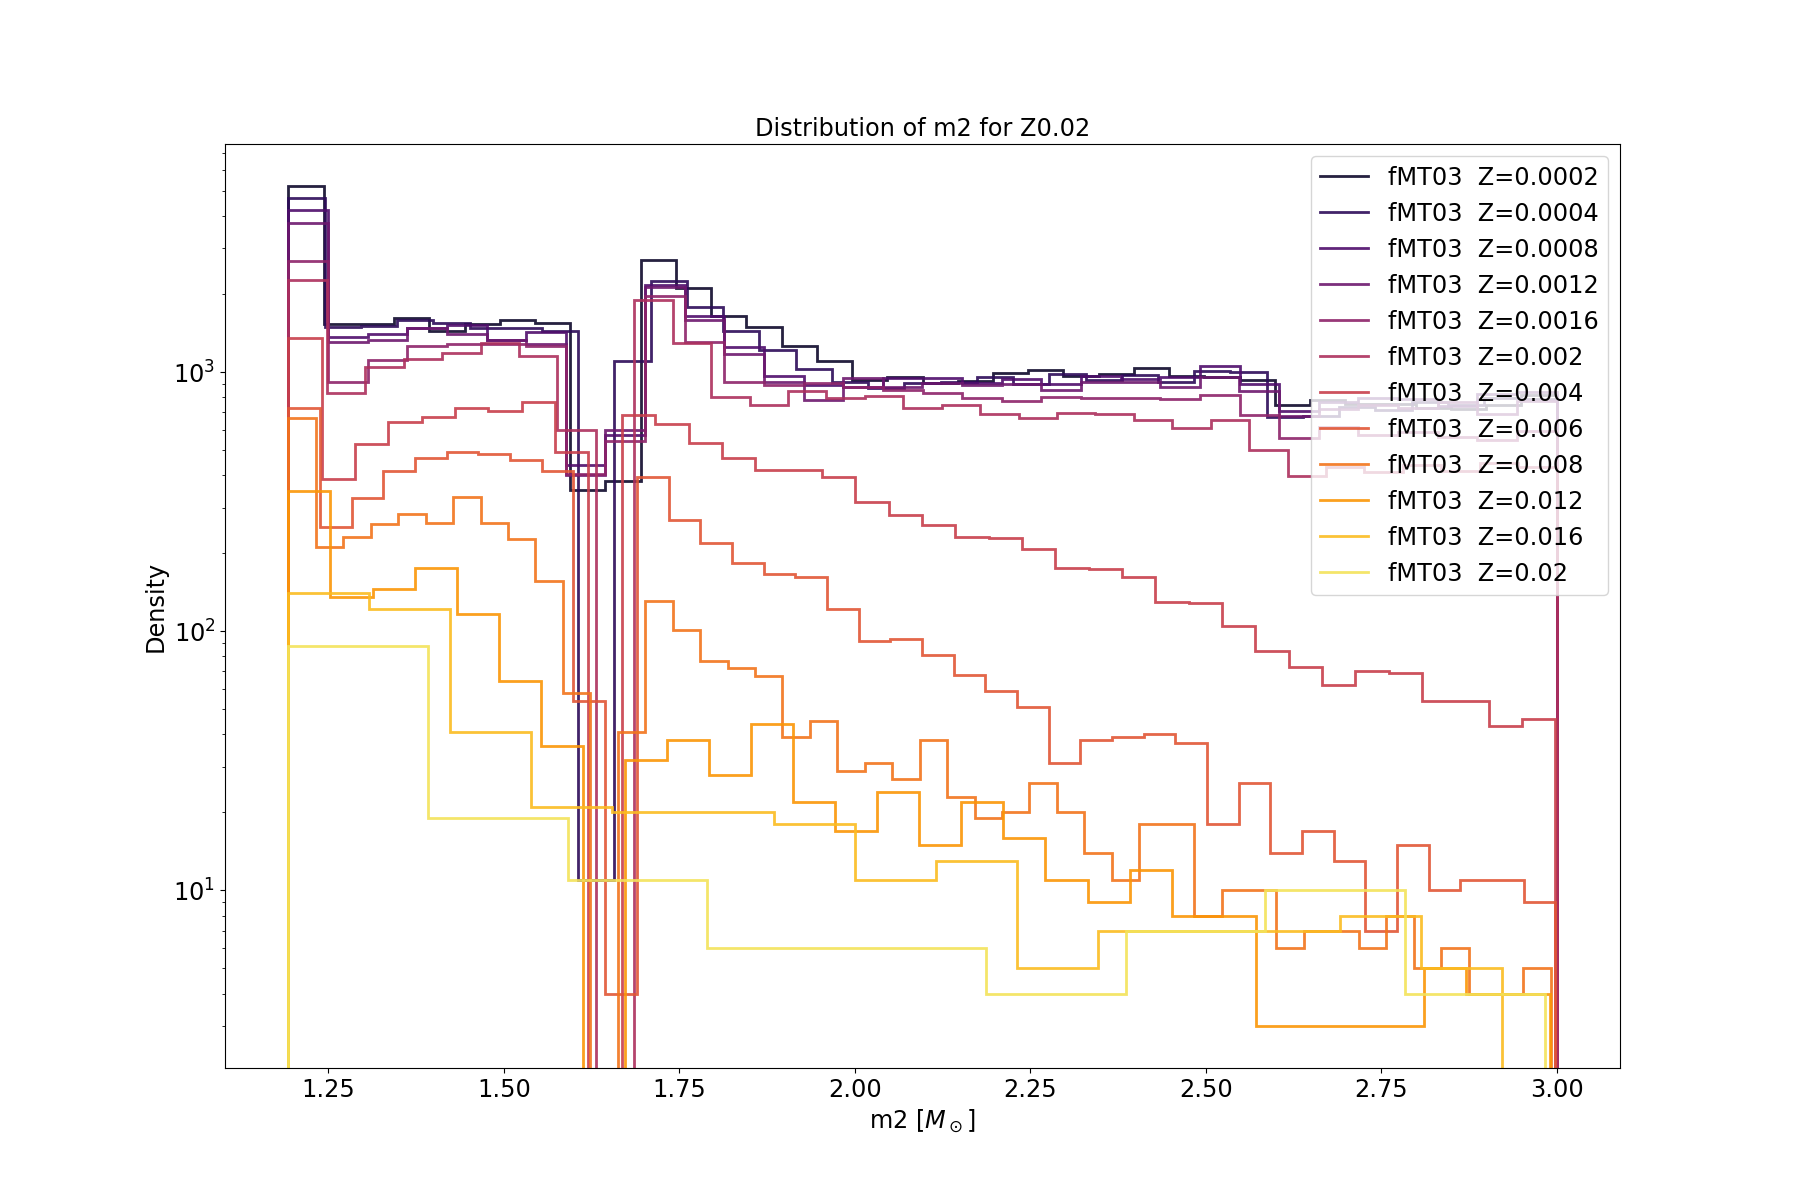 Distribution of m2 for Z0.02
fMT03  Z=0.0002
fMT03  Z=0.0004
fMT03  Z=0.0008
fMT03  Z=0.0012
fMT03  Z=0.0016
fMT03  Z=0.002
fMT03  Z=0.004
fMT03  Z=0.006
fMT03  Z=0.008
fMT03  Z=0.012
fMT03  Z=0.016
fMT03  Z=0.02
Density
10³
10²
10¹
1.25 1.50 1.75 2.00 2.25 2.50 2.75 3.00
m2 [M_⊙]